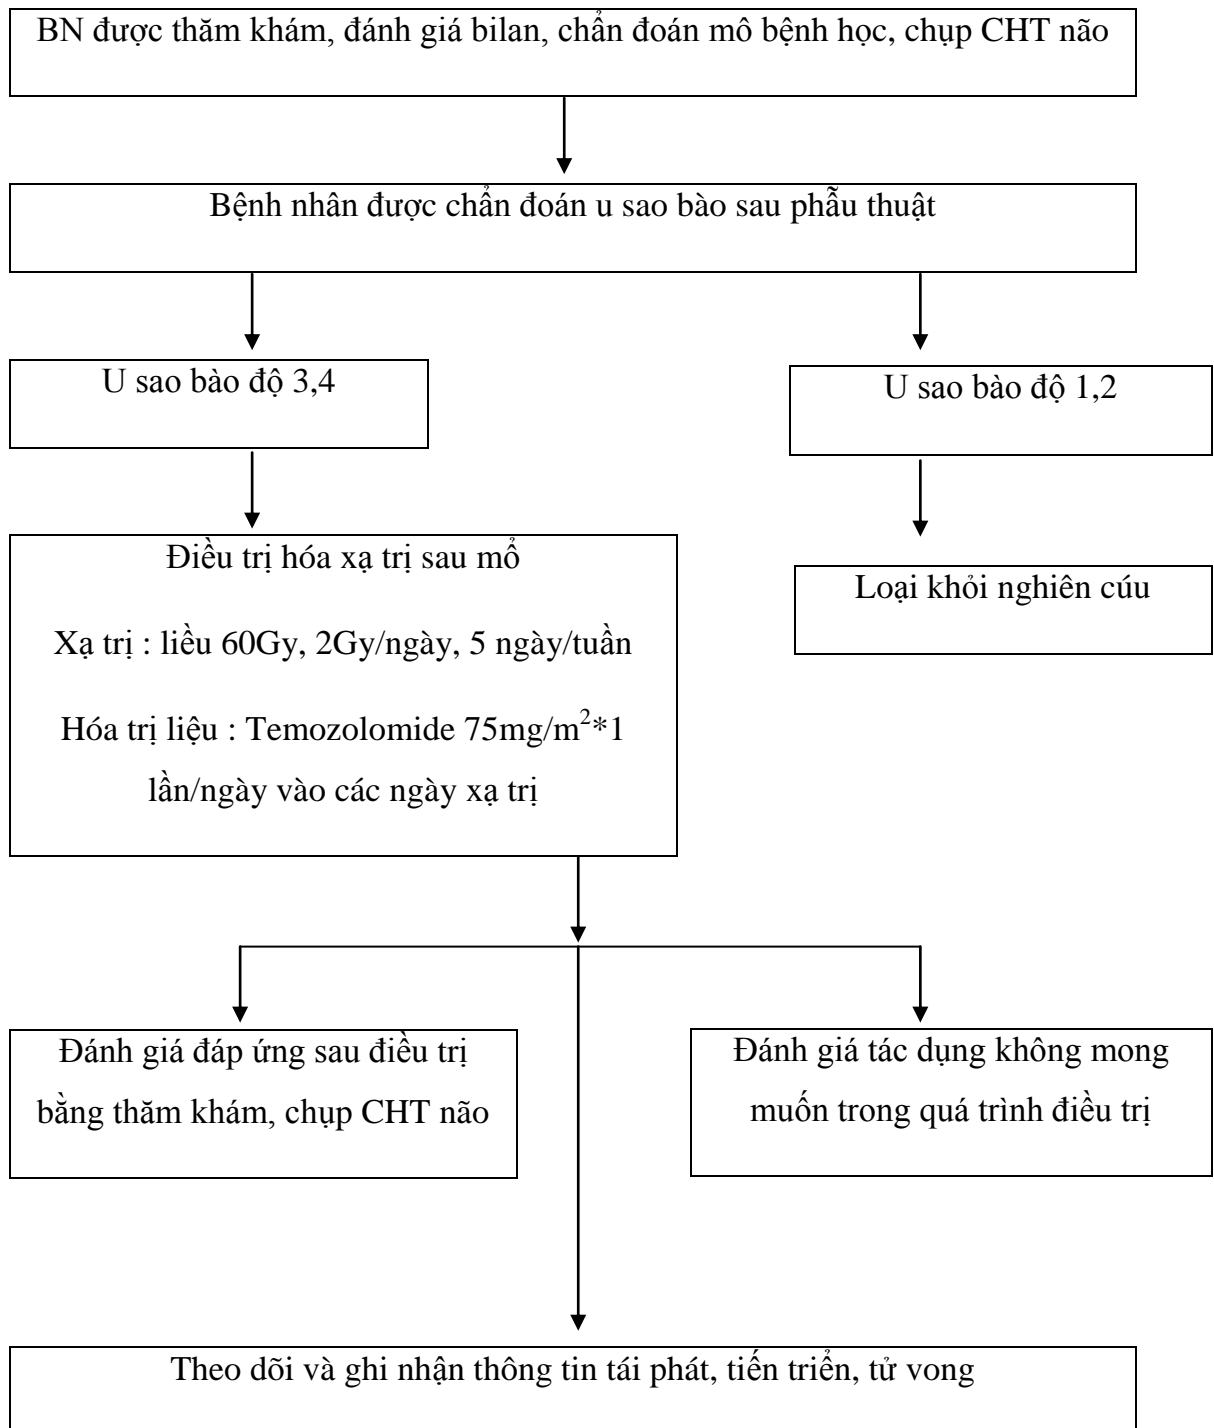 BN được thăm khám, đánh giá bilan, chẩn đoán mô bệnh học, chụp CHT não
Bệnh nhân được chẩn đoán u sao bào sau phẫu thuật
U sao bào độ 3,4
U sao bào độ 1,2
Điều trị hóa xạ trị sau mổ
Xạ trị : liều 60Gy, 2Gy/ngày, 5 ngày/tuần
Hóa trị liệu : Temozolomide 75mg/m²*1
lần/ngày vào các ngày xạ trị
Loại khỏi nghiên cúu
Đánh giá đáp ứng sau điều trị
bằng thăm khám, chụp CHT não
Đánh giá tác dụng không mong
muốn trong quá trình điều trị
Theo dõi và ghi nhận thông tin tái phát, tiến triển, tử vong